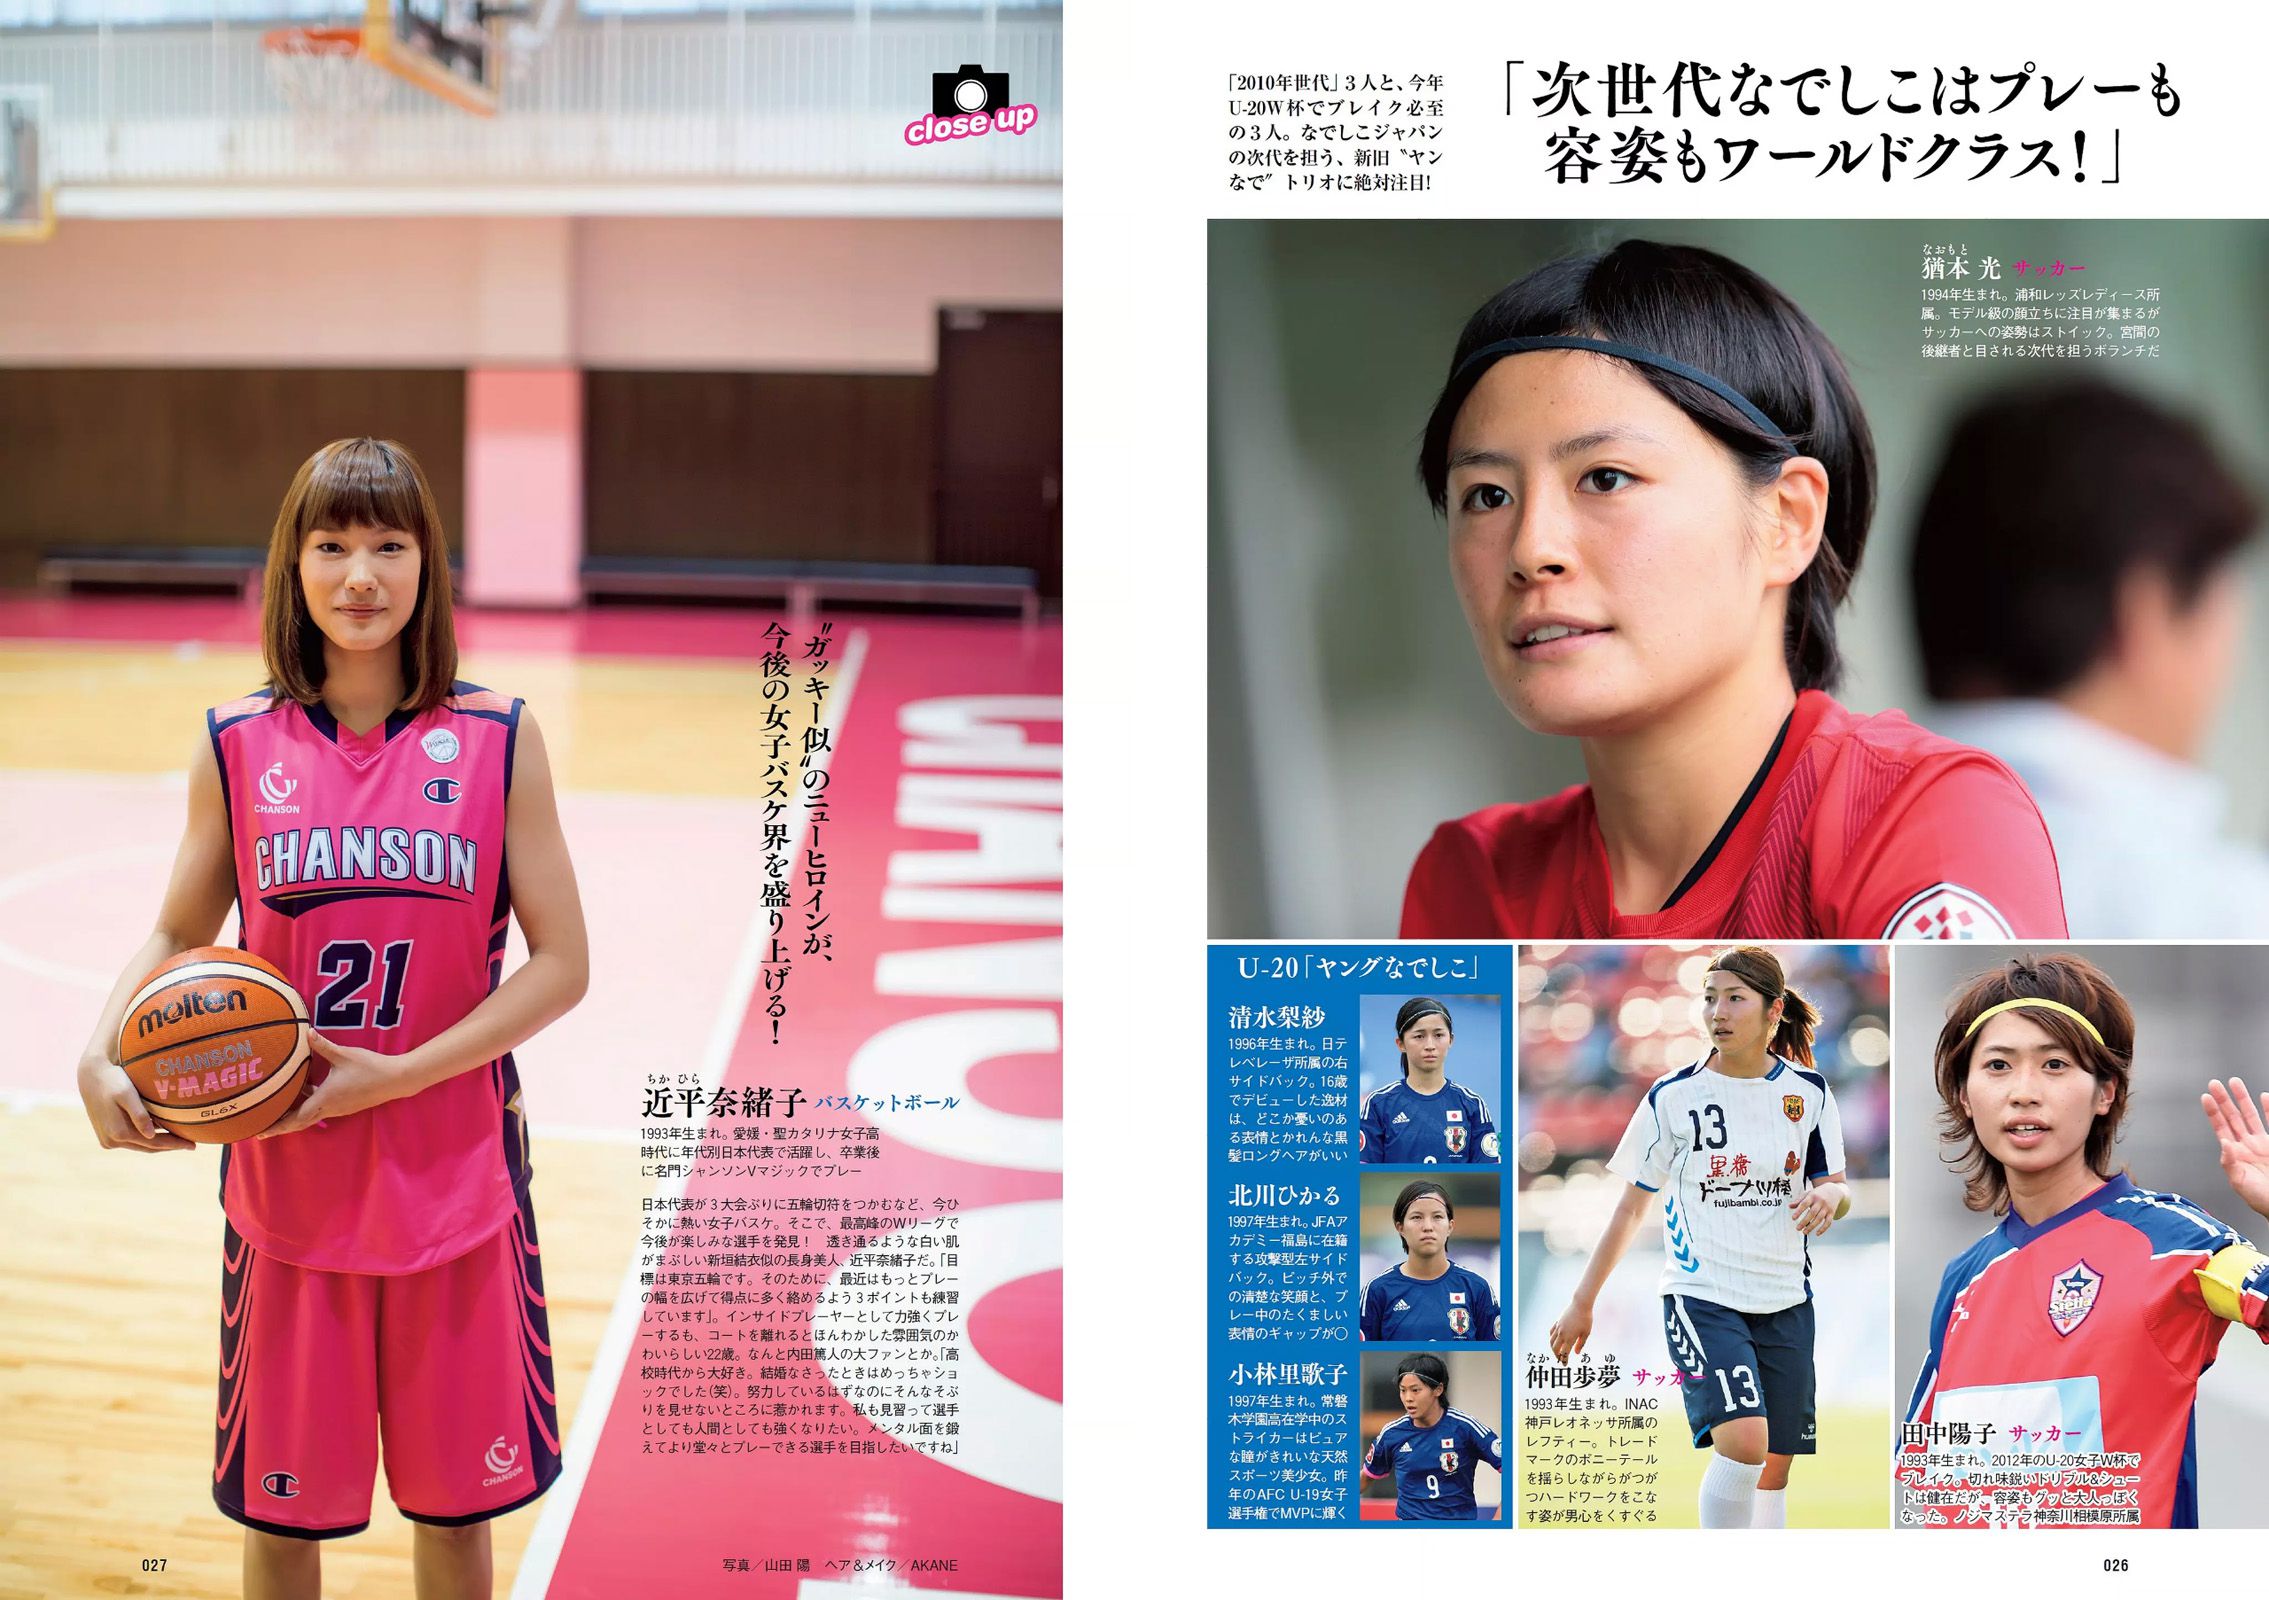 「次世代なでしこはプレーも
容姿もワールドクラス！」
「2010年世代」３人と、今年
U-20W杯でブレイク必至
の３人。なでしこジャパン
の次代を担う、新旧〝ヤン
なで〟トリオに絶対注目!
なおもと
猶本 光 サッカー
1994年生まれ。浦和レッズレディース所
属。モデル級の顔立ちに注目が集まるが
サッカーへの姿勢はストイック。宮間の
後継者と目される次代を担うボランチだ
U-20「ヤングなでしこ」
清水梨紗
1996年生まれ。日テ
レベレーザ所属の右
サイドバック。16歳
でデビューした逸材
は、どこか憂いのあ
る表情とかれんな黒
髪ロングヘアがいい
北川ひかる
1997年生まれ。JFAア
カデミー福島に在籍
する攻撃型左サイド
バック。ピッチ外で
の清楚な笑顔と、プ
レー中のたくましい
表情のギャップが〇
小林里歌子
1997年生まれ。常磐
木学園高在学中のス
トライカーはピュア
な瞳がきれいな天然
スポーツ美少女。昨
年のAFC U-19女子
選手権でMVPに輝く
9
13
黒糖
ドーナツ棒
fujibambi.co.jp
13
なかだ あゆ
仲田歩夢 サッカー
1993年生まれ。INAC
神戸レオネッサ所属の
レフティー。トレード
マークのポニーテール
を揺らしながらがつが
つハードワークをこな
す姿が男心をくすぐる
Stella
田中陽子 サッカー
1993年生まれ。2012年のU-20女子W杯で
ブレイク。切れ味鋭いドリブル&シュー
トは健在だが、容姿もグッと大人っぽく
なった。ノジマステラ神奈川相模原所属
026
close up
〝ガッキー似〟のニューヒロインが、
今後の女子バスケ界を盛り上げる！
CHANSON
CHANSON
21
molten
CHANSON
V-MAGIC
GL6X
CHANSON
ちか ひら
近平奈緒子 バスケットボール
1993年生まれ。愛媛・聖カタリナ女子高
時代に年代別日本代表で活躍し、卒業後
に名門シャンソンVマジックでプレー
日本代表が３大会ぶりに五輪切符をつかむなど、今ひ
そかに熱い女子バスケ。そこで、最高峰のWリーグで
今後が楽しみな選手を発見！　透き通るような白い肌
がまぶしい新垣結衣似の長身美人、近平奈緒子だ。「目
標は東京五輪です。そのために、最近はもっとプレー
の幅を広げて得点に多く絡めるよう３ポイントも練習
しています」。インサイドプレーヤーとして力強くプレ
ーするも、コートを離れるとほんわかした雰囲気のか
わいらしい22歳。なんと内田篤人の大ファンとか。「高
校時代から大好き。結婚なさったときはめっちゃショ
ックでした(笑)。努力しているはずなのにそんなそぶ
りを見せないところに惹かれます。私も見習って選手
としても人間としても強くなりたい。メンタル面を鍛
えてより堂々とプレーできる選手を目指したいですね」
027
写真／山田 陽　ヘア＆メイク／AKANE